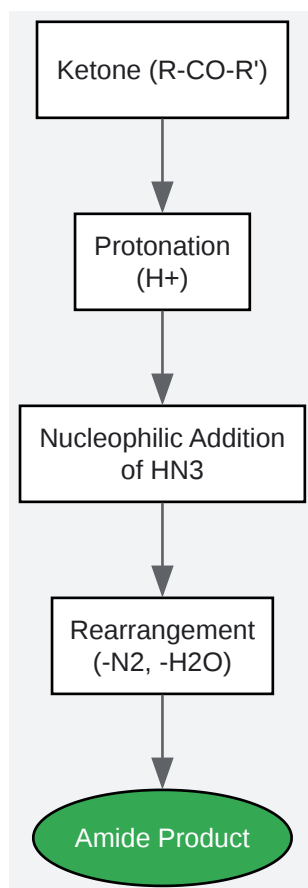 Ketone (R-CO-R')
Protonation
(H+)
Nucleophilic Addition
of HN3
Rearrangement
(-N2, -H2O)
Amide Product